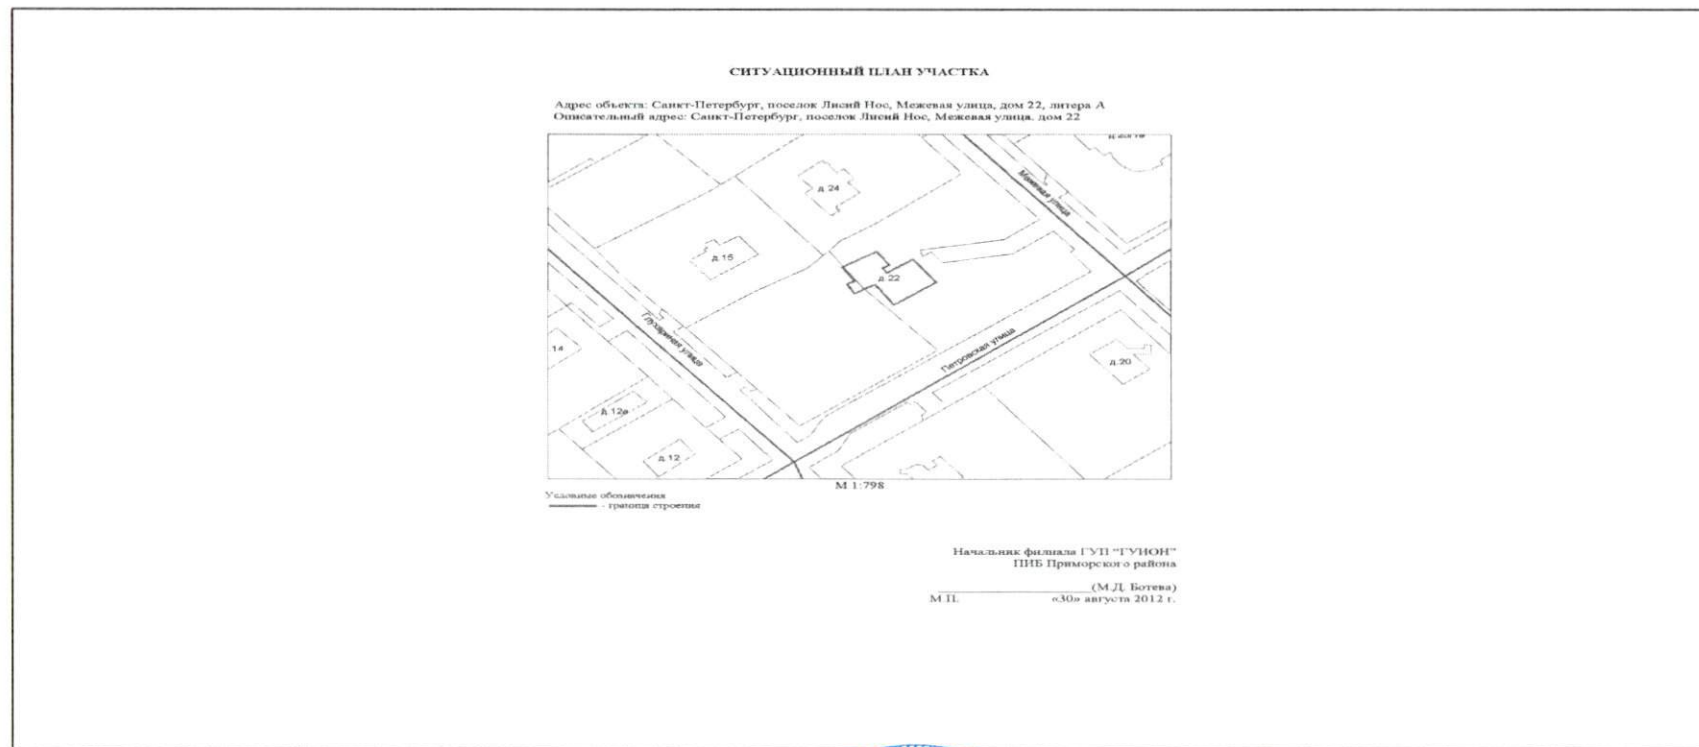 СИТУАЦИОННЫЙ ПЛАН УЧАСТКА
Адрес объекта: Санкт-Петербург, поселок Лисий Нос, Межевая улица, дом 22, литера А
Описательный адрес: Санкт-Петербург, поселок Лисий Нос, Межевая улица, дом 22
Межевая улица
д.24
д.15
д.22
Глухариная улица
Петровская улица
14
д.20
д.12а
д.12
М 1:798
Условные обозначения
- граница строения
Начальник филиала ГУП "ГУИОН"
ПИБ Приморского района
(М.Д. Ботева)
М.П. «30» августа 2012 г.